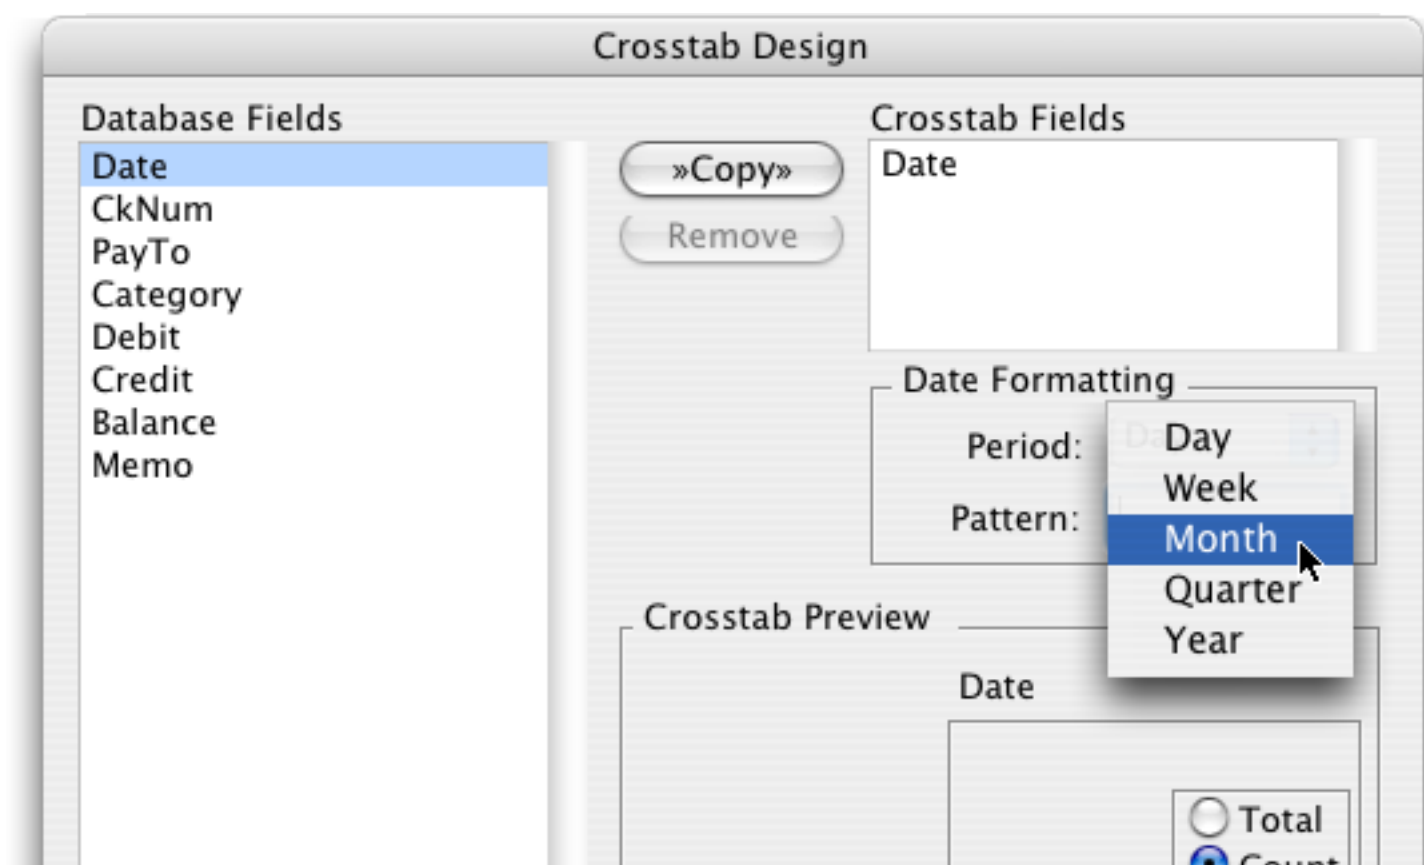 Crosstab Design
Database Fields
Date
CkNum
PayTo
Category
Debit
Credit
Balance
Memo
»Copy»
Remove
Crosstab Fields
Date
Date Formatting
Period:
Pattern:
Day
Week
Month
Quarter
Year
Crosstab Preview
Date
Total
Count